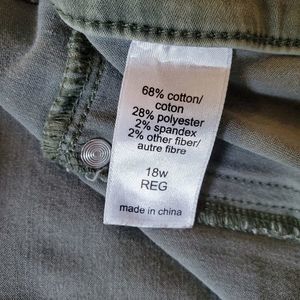 68% cotton/
coton
28% polyester
2% spandex
2% other fiber/
autre fibre
18w
REG
made in china